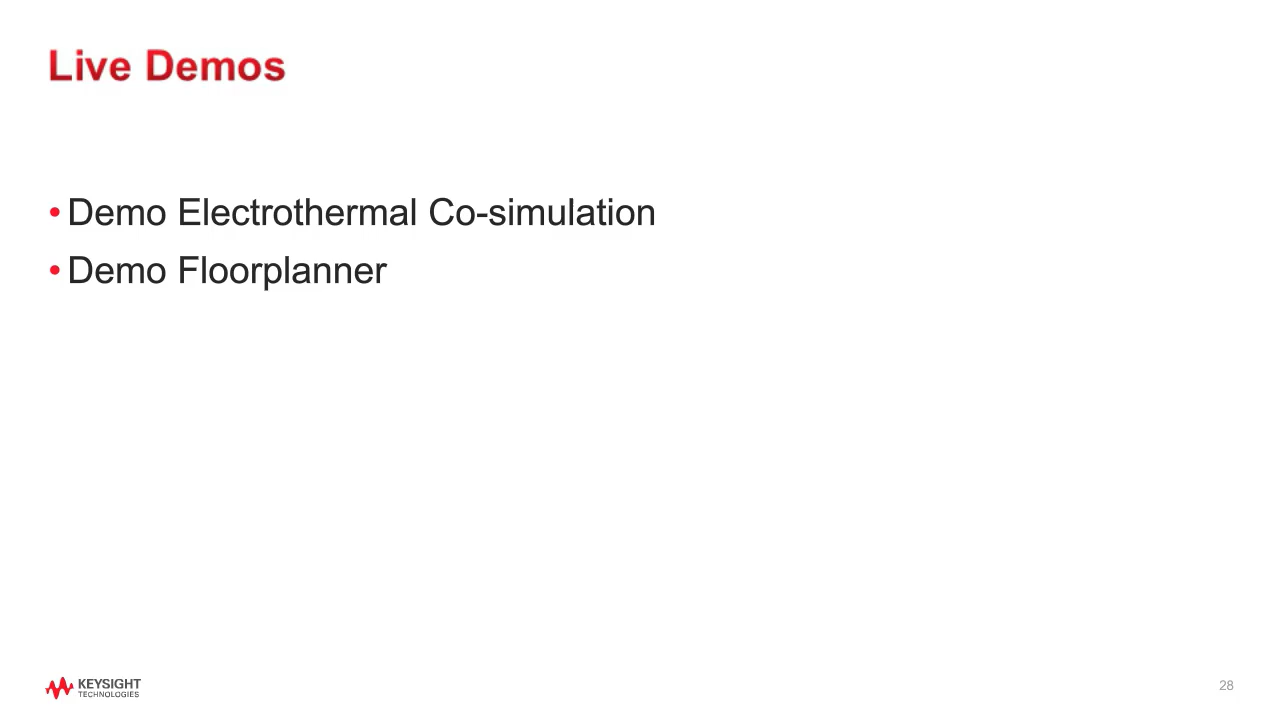 Live Demos
• Demo Electrothermal Co-simulation
• Demo Floorplanner
KEYSIGHT
TECHNOLOGIES
28